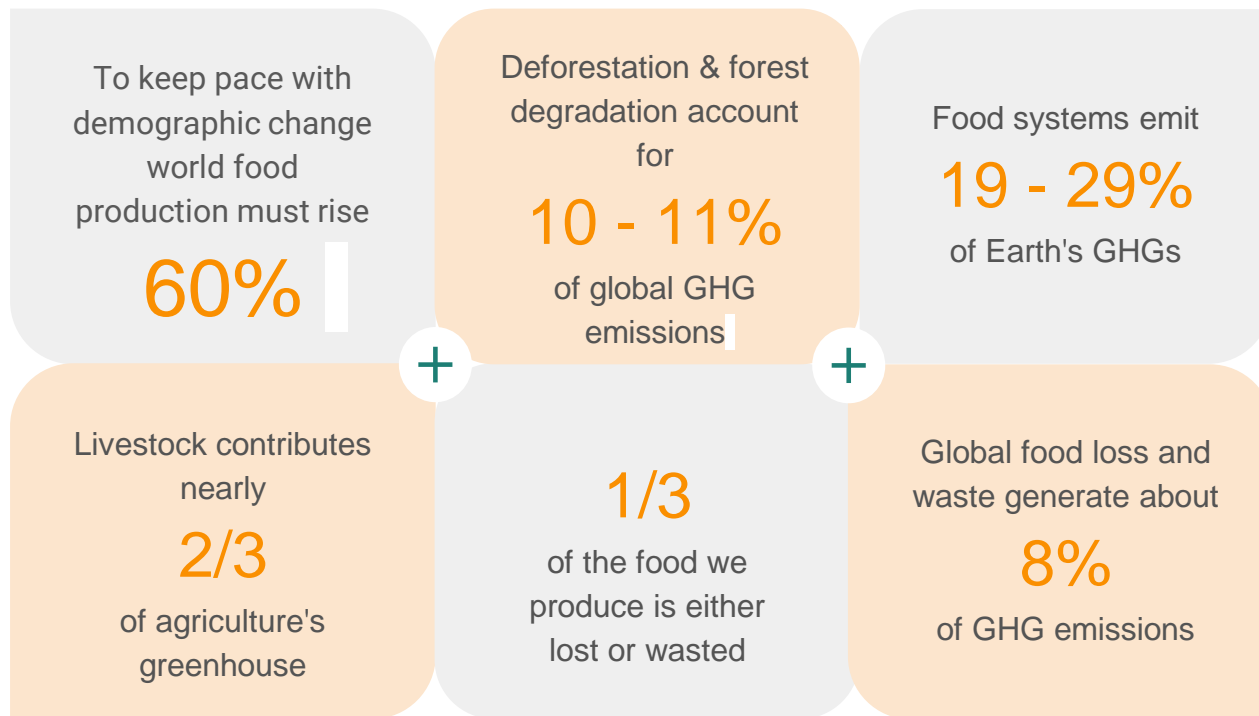 To keep pace with
demographic change
world food
production must rise
60%
Deforestation & forest
degradation account
for
10 - 11%
of global GHG
emissions
Food systems emit
19 - 29%
of Earth's GHGs
Livestock contributes
nearly
2/3
of agriculture's
greenhouse
1/3
of the food we
produce is either
lost or wasted
Global food loss and
waste generate about
8%
of GHG emissions